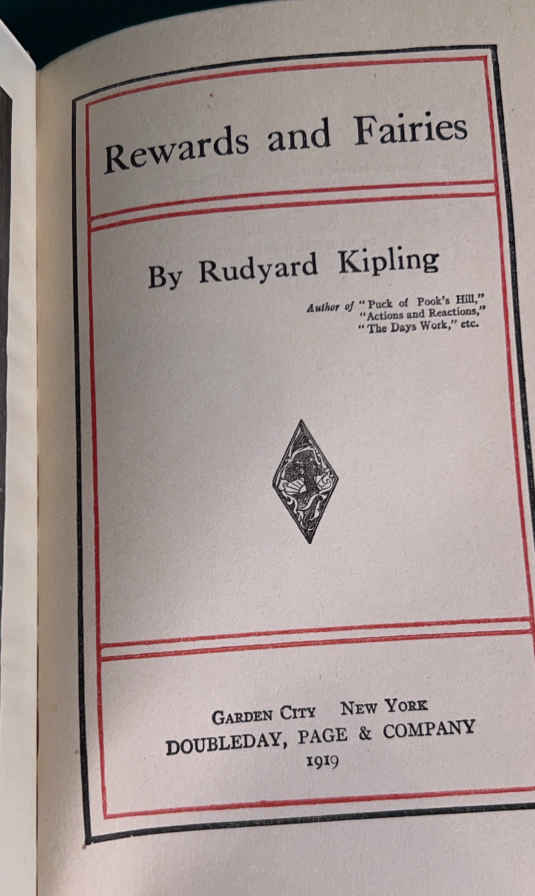 Rewards and Fairies
By Rudyard Kipling
Author of "Puck of Pook's Hill,"
"Actions and Reactions,"
"The Days Work," etc.
Garden City New York
DOUBLEDAY, PAGE & COMPANY
1919